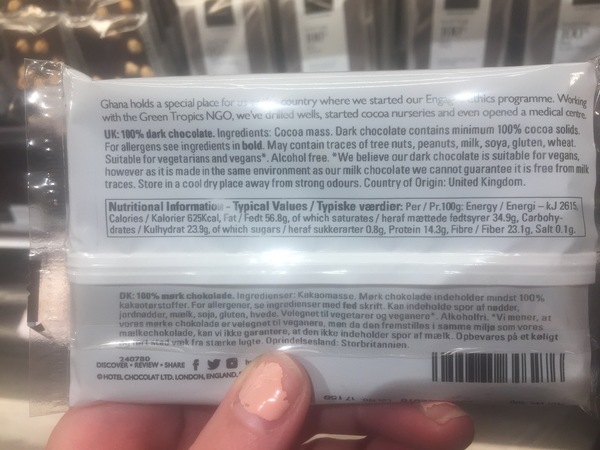 Ghana holds a special place for country where we started our Engaged Ethics programme. Working
with the Green Tropics NGO, we've drilled wells, started cocoa nurseries and even opened a medical centre.
UK: 100% dark chocolate. Ingredients: Cocoa mass. Dark chocolate contains minimum 100% cocoa solids.
For allergens see ingredients in bold. May contain traces of tree nuts, peanuts, milk, soya, gluten, wheat.
Suitable for vegetarians and vegans*. Alcohol free. *We believe our dark chocolate is suitable for vegans,
however as it is made in the same environment as our milk chocolate we cannot guarantee it is free from milk
traces. Store in a cool dry place away from strong odours. Country of Origin: United Kingdom.
Nutritional Information - Typical Values / Typiske værdier: Per / Pr.100g: Energy / Energi – kJ 2615,
Calories / Kalorier 625Kcal, Fat / Fedt 56.8g, of which saturates / heraf mættede fedtsyrer 34.9g, Carbohy-
drates / Kulhydrat 23.9g, of which sugars / heraf sukkerarter 0.8g, Protein 14.3g, Fibre / Fiber 23.1g, Salt 0.1g.
DK: 100% mørk chokolade. Ingredienser: Kakaomasse. Mørk chokolade indeholder mindst 100%
kakaotørstoffer. For allergener, se ingredienser med fed skrift. Kan indeholde spor af nødder,
jordnødder, mælk, soja, gluten, hvede. Velegnet til vegetarer og veganere*. Alkoholfri. *Vi mener, at
vores mørke chokolade er velegnet til veganere, men da den fremstilles i samme miljø som vores
mælkechokolade, kan vi ikke garantere, at den ikke indeholder spor af mælk. Opbevares på et køligt
tørt sted væk fra stærke lugte. Oprindelsesland: Storbritannien.
240780
DISCOVER • REVIEW • SHARE
© HOTEL CHOCOLAT LTD. LONDON, ENGLAND,